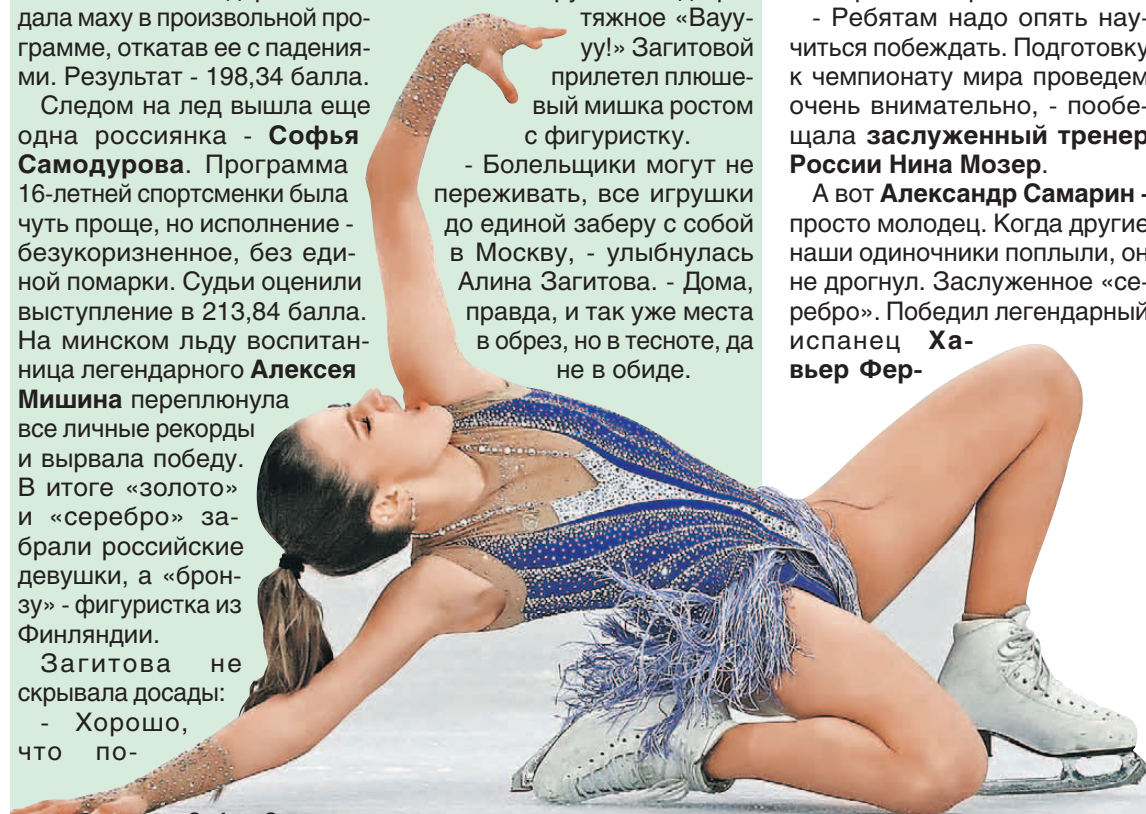 дала маху в произвольной про-
грамме, откатав ее с падения-
ми. Результат - 198,34 балла.
Следом на лед вышла еще
одна россиянка - Софья
Самодурова. Программа
16-летней спортсменки была
чуть проще, но исполнение -
безукоризненное, без еди-
ной помарки. Судьи оценили
выступление в 213,84 балла.
На минском льду воспитан-
ница легендарного Алексея
Мишина переплюнула
все личные рекорды
и вырвала победу.
В итоге «золото»
и «серебро» за-
брали российские
девушки, а «брон-
зу» - фигуристка из
Финляндии.
Загитова не
скрывала досады:
- Хорошо,
что по-
тяжное «Вауу-
уу!» Загитовой
прилетел плюше-
вый мишка ростом
с фигуристку.
- Болельщики могут не
переживать, все игрушки
до единой заберу с собой
в Москву, - улыбнулась
Алина Загитова. - Дома,
правда, и так уже места
в обрез, но в тесноте, да
не в обиде.
- Ребятам надо опять нау-
читься побеждать. Подготовку
к чемпионату мира проведем
очень внимательно, - пообе-
щала заслуженный тренер
России Нина Мозер.
А вот Александр Самарин -
просто молодец. Когда другие
наши одиночники поплыли, он
не дрогнул. Заслуженное «се-
ребро». Победил легендарный
испанец Ха-
вьер Фер-